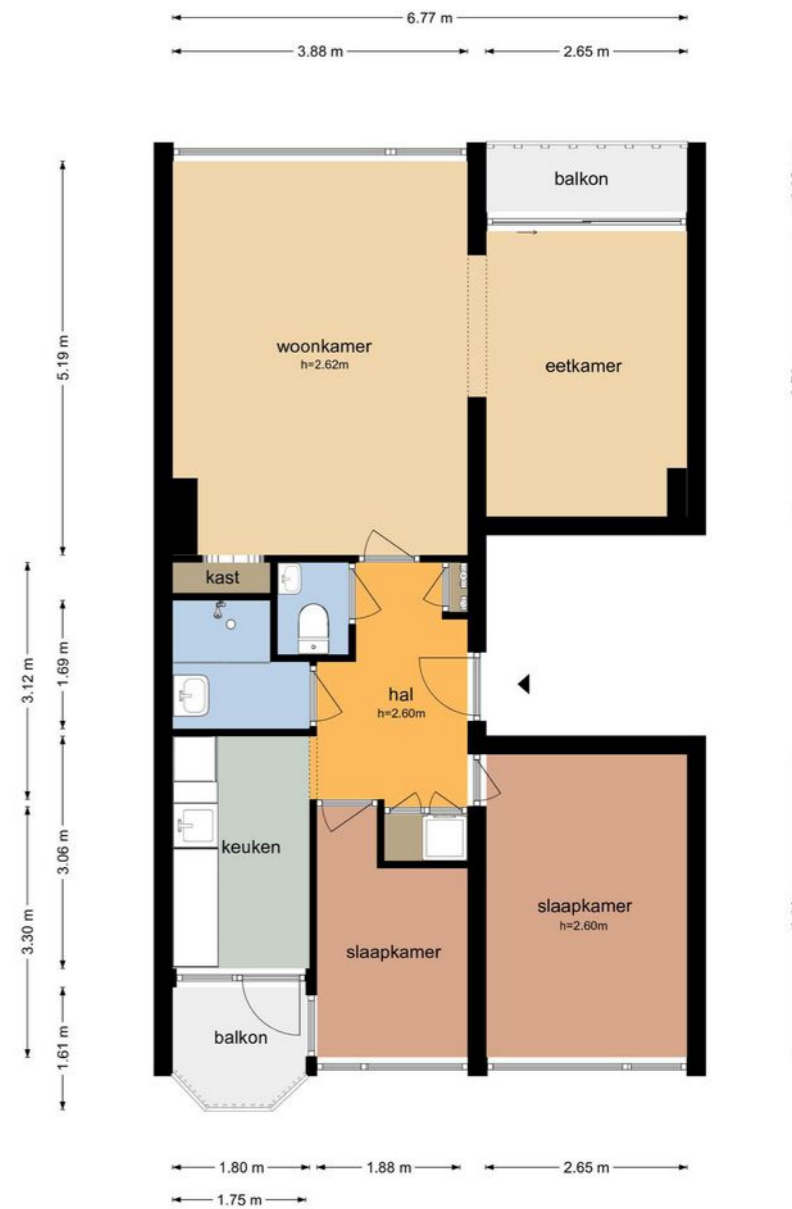 6.77 m
3.88 m
2.65 m
balkon
5.19 m
woonkamer
h=2.62m
eetkamer
kast
3.12 m
1.69 m
hal
h=2.60m
3.06 m
keuken
3.30 m
slaapkamer
h=2.60m
slaapkamer
1.61 m
balkon
1.80 m
1.88 m
2.65 m
1.75 m